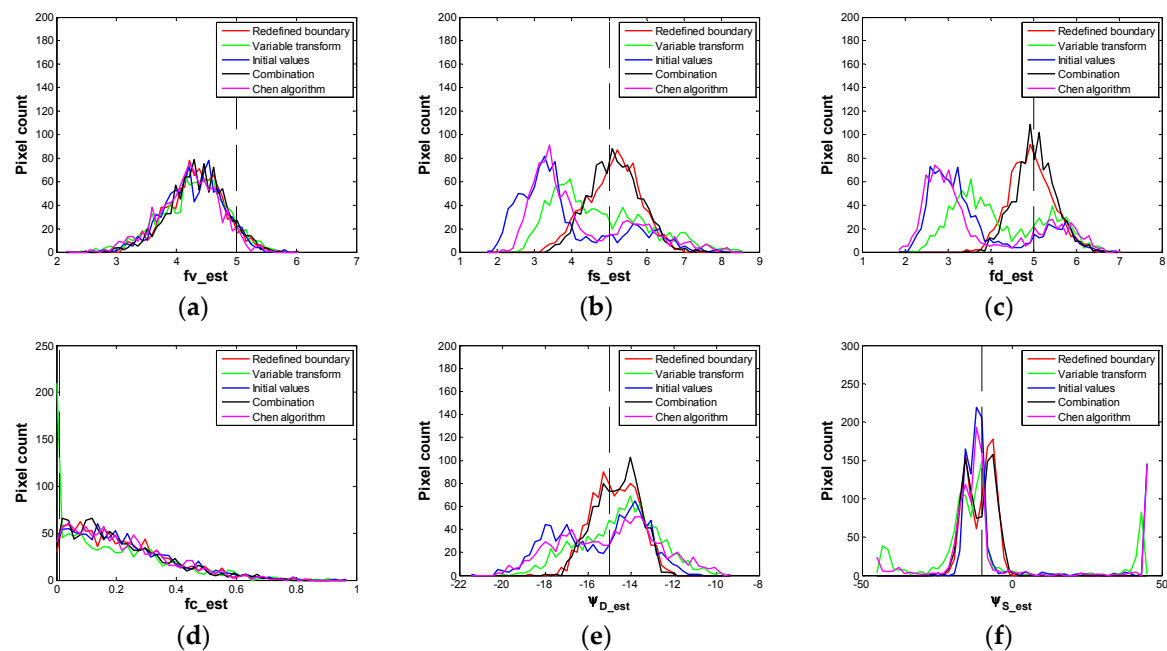 200
180
160
140
120
100
80
60
40
20
0
Pixel count
2 3 4 5 6 7
fv_est
Redefined boundary
Variable transform
Initial values
Combination
Chen algorithm
(a)
200
180
160
140
120
100
80
60
40
20
0
Pixel count
1 2 3 4 5 6 7 8 9
fs_est
Redefined boundary
Variable transform
Initial values
Combination
Chen algorithm
(b)
200
180
160
140
120
100
80
60
40
20
0
Pixel count
1 2 3 4 5 6 7 8
fd_est
Redefined boundary
Variable transform
Initial values
Combination
Chen algorithm
(c)
250
200
150
100
50
0
Pixel count
0 0.2 0.4 0.6 0.8 1
fc_est
Redefined boundary
Variable transform
Initial values
Combination
Chen algorithm
(d)
200
180
160
140
120
100
80
60
40
20
0
Pixel count
-22 -20 -18 -16 -14 -12 -10 -8
ΨD_est
Redefined boundary
Variable transform
Initial values
Combination
Chen algorithm
(e)
300
250
200
150
100
50
0
Pixel count
-50 0 50
ΨS_est
Redefined boundary
Variable transform
Initial values
Combination
Chen algorithm
(f)